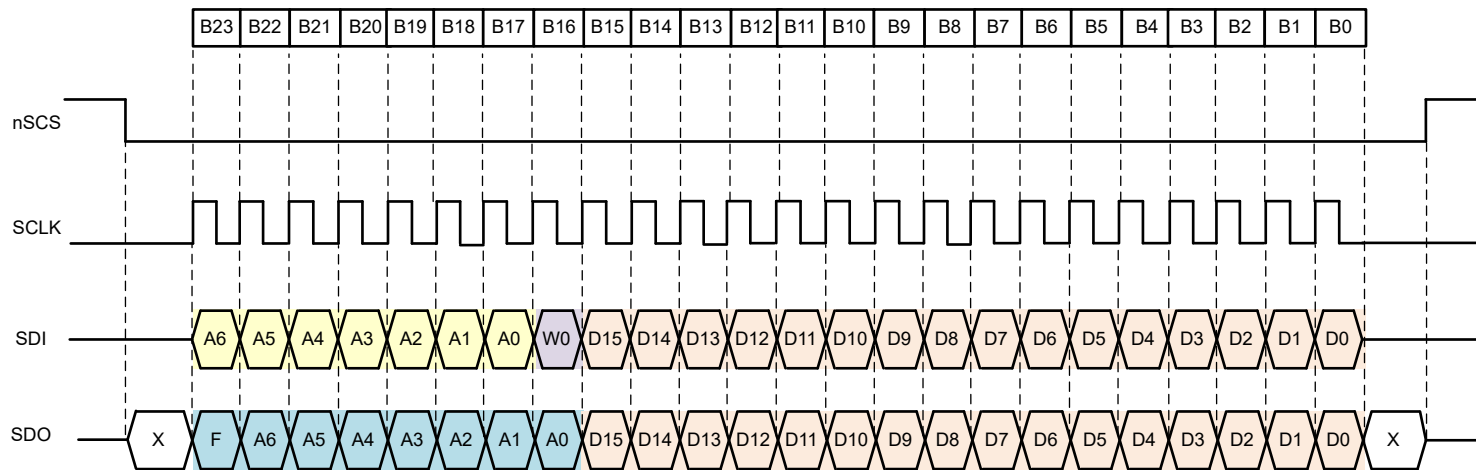 B23 B22 B21 B20 B19 B18 B17 B16 B15 B14 B13 B12 B11 B10 B9 B8 B7 B6 B5 B4 B3 B2 B1 B0
nSCS
SCLK
SDI A6 A5 A4 A3 A2 A1 A0 W0 D15 D14 D13 D12 D11 D10 D9 D8 D7 D6 D5 D4 D3 D2 D1 D0
SDO X F A6 A5 A4 A3 A2 A1 A0 D15 D14 D13 D12 D11 D10 D9 D8 D7 D6 D5 D4 D3 D2 D1 D0 X